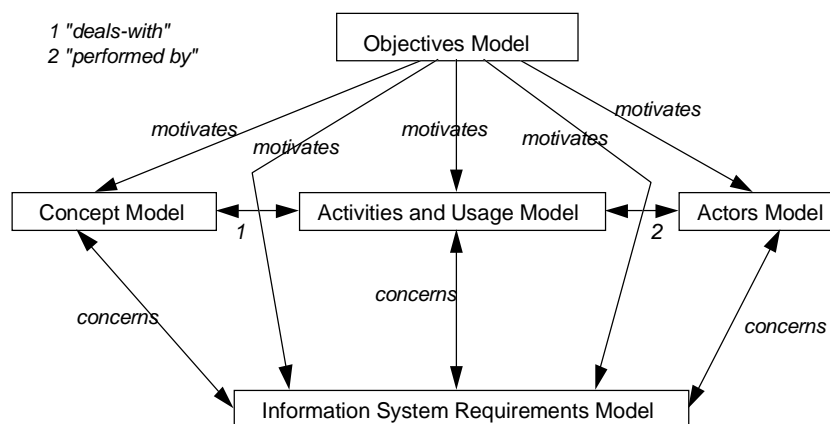 1 "deals-with"
2 "performed by"
Objectives Model
motivates
motivates
motivates
motivates
motivates
Concept Model
Activities and Usage Model
Actors Model
1
2
concerns
concerns
concerns
Information System Requirements Model